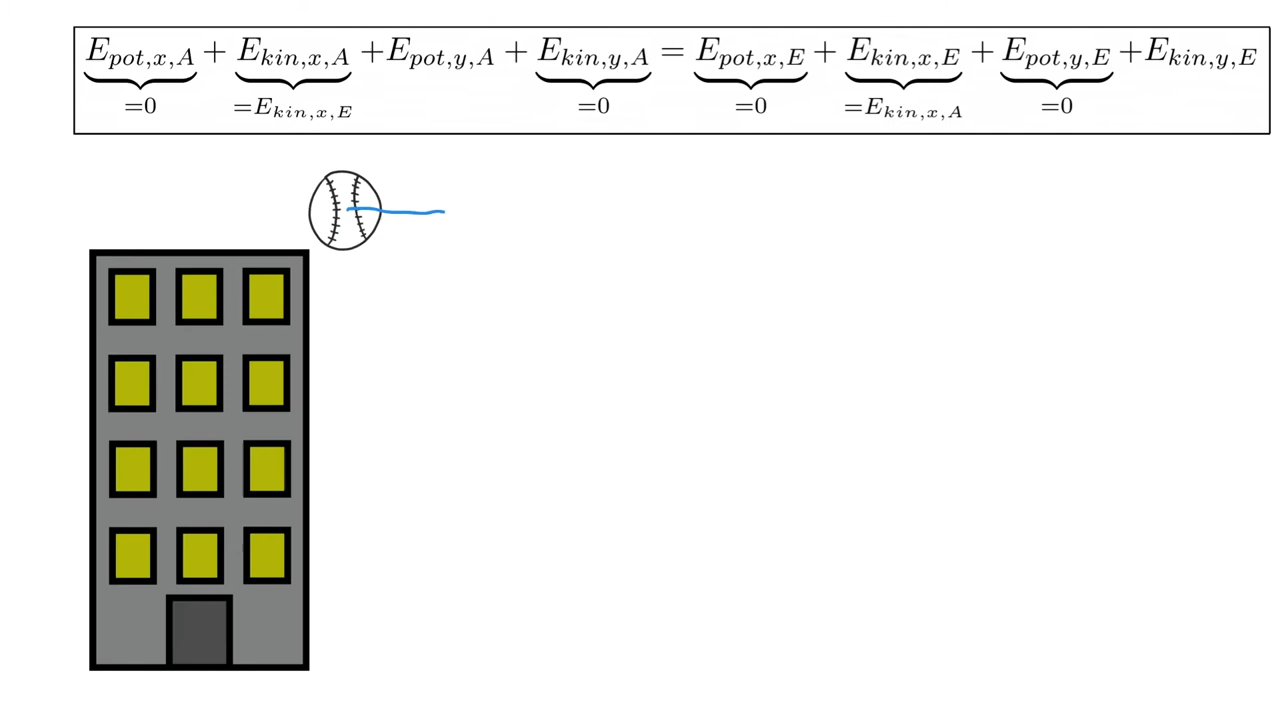 E_{pot,x,A} + E_{kin,x,A} + E_{pot,y,A} + E_{kin,y,A} = E_{pot,x,E} + E_{kin,x,E} + E_{pot,y,E} + E_{kin,y,E}
=0 =E_{kin,x,E} =0 =0 =E_{kin,x,A} =0